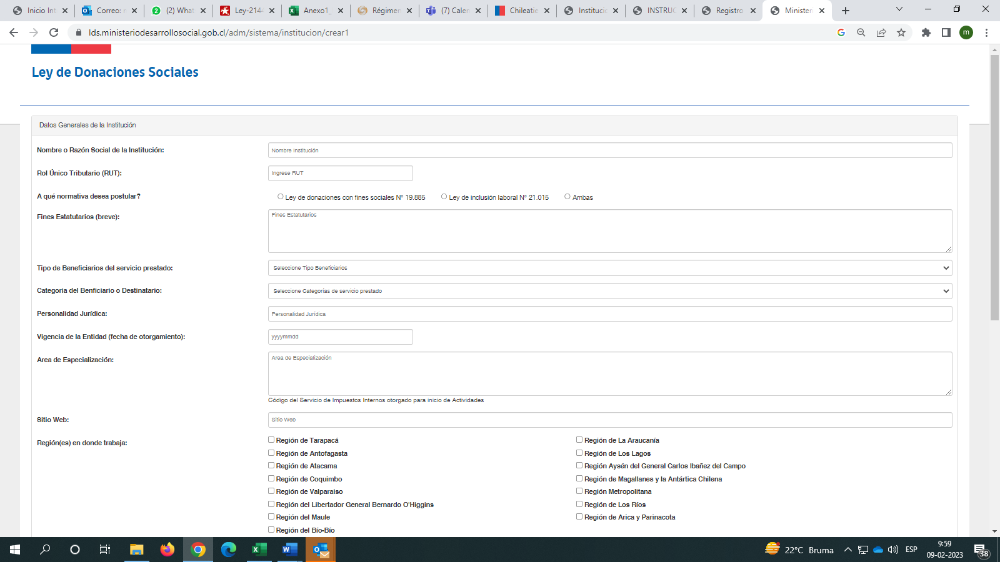 Inicio Int
Correo: n
(2) What
Ley-2144
Anexo1_
Régimen
(7) Calen
Chileatie
Institucio
INSTRUC
Registro
Minister
lds.ministeriodesarrollosocial.gob.cl/adm/sistema/institucion/crear1
m
Ley de Donaciones Sociales
Datos Generales de la Institución
Nombre o Razón Social de la Institución:
Nombre Institución
Rol Único Tributario (RUT):
Ingrese RUT
A qué normativa desea postular?
Ley de donaciones con fines sociales Nº 19.885
Ley de inclusión laboral Nº 21.015
Ambas
Fines Estatutarios (breve):
Fines Estatutarios
Tipo de Beneficiarios del servicio prestado:
Seleccione Tipo Beneficiarios
Categoria del Benficiario o Destinatario:
Seleccione Categorías de servicio prestado
Personalidad Jurídica:
Personalidad Jurídica
Vigencia de la Entidad (fecha de otorgamiento):
yyyymmdd
Area de Especialización:
Area de Especialización
Código del Servicio de Impuestos Internos otorgado para inicio de Actividades
Sitio Web:
Sitio Web
Región(es) en donde trabaja:
Región de Tarapacá
Región de La Araucanía
Región de Antofagasta
Región de Los Lagos
Región de Atacama
Región Aysén del General Carlos Ibañez del Campo
Región de Coquimbo
Región de Magallanes y la Antártica Chilena
Región de Valparaiso
Región Metropolitana
Región del Libertador General Bernardo O'Higgins
Región de Los Ríos
Región del Maule
Región de Arica y Parinacota
Región del Bío-Bío
22°C Bruma
ESP
9:59
09-02-2023
38